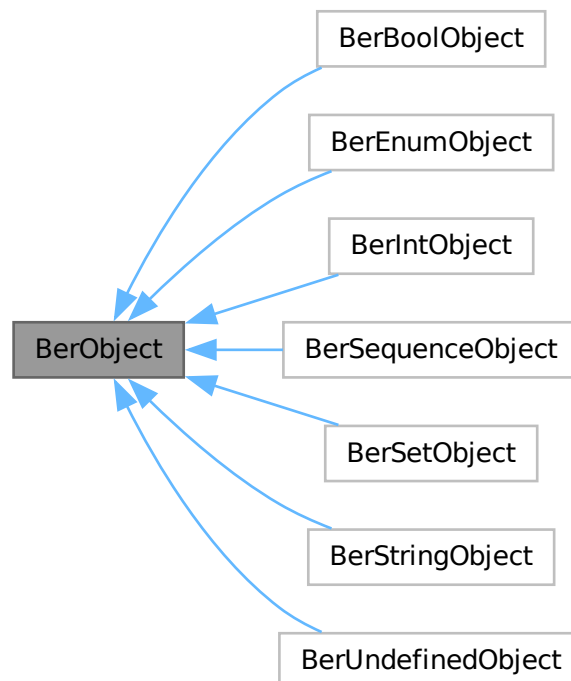 BerBoolObject
BerEnumObject
BerIntObject
BerObject
BerSequenceObject
BerSetObject
BerStringObject
BerUndefinedObject